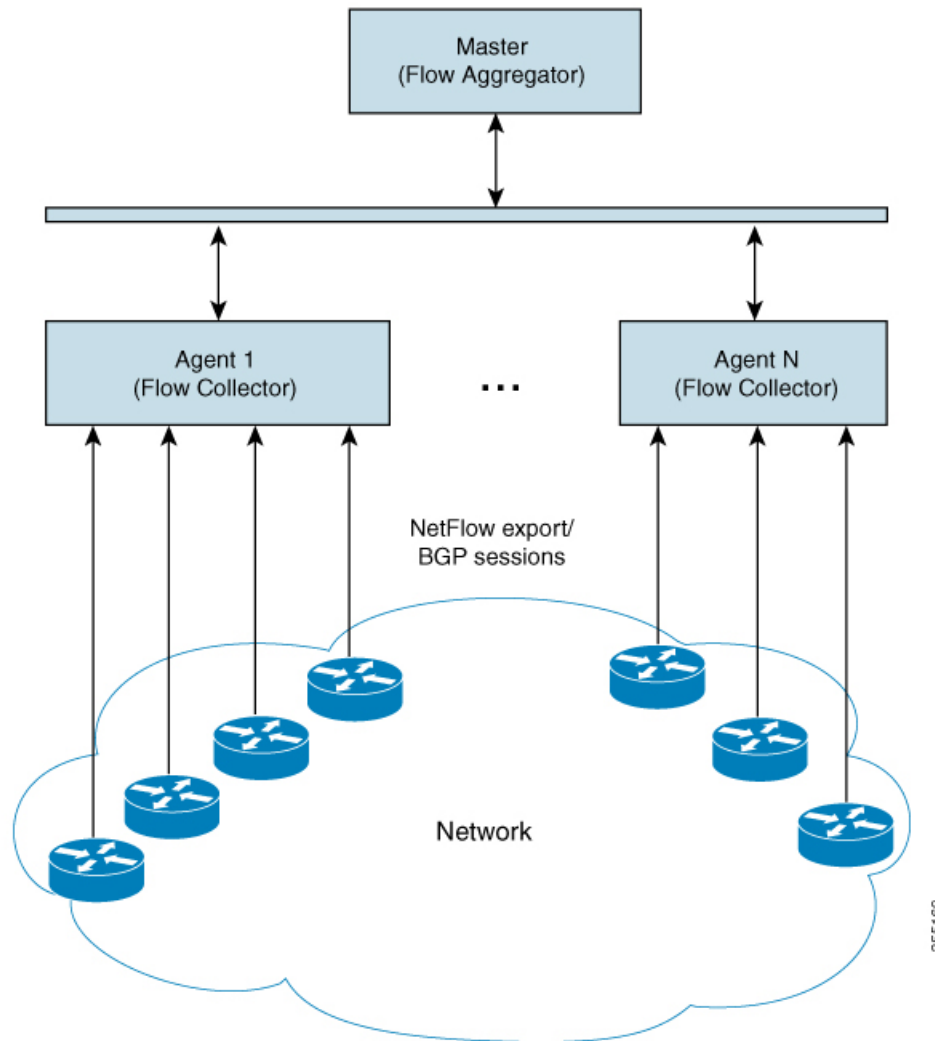 Master
(Flow Aggregator)
Agent 1
(Flow Collector)
...
Agent N
(Flow Collector)
NetFlow export/
BGP sessions
Network